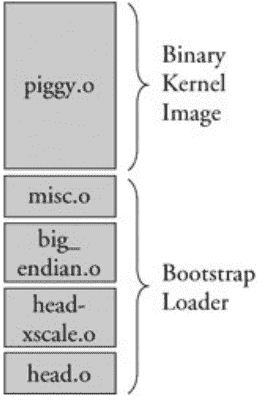 piggy.o
Binary
Kernel
Image
misc.o
big_
endian.o
head-
xscale.o
head.o
Bootstrap
Loader